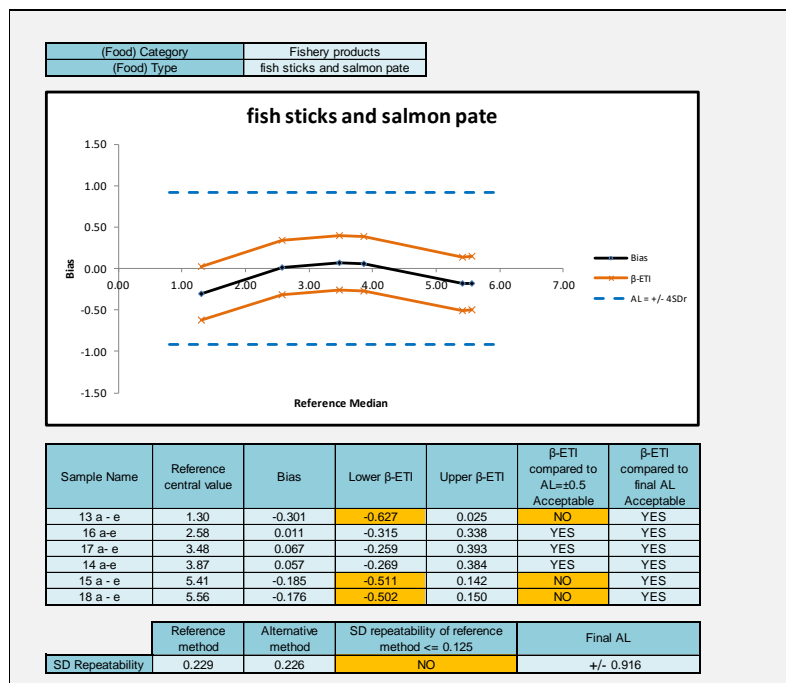 (Food) Category Fishery products
(Food) Type fish sticks and salmon pate
fish sticks and salmon pate
1.50
1.00
0.50
0.00
-0.50
-1.00
-1.50
0.00 1.00 2.00 3.00 4.00 5.00 6.00 7.00
Bias
Reference Median
Bias
β-ETI
AL = +/- 4SDr
Sample Name Reference central value Bias Lower β-ETI Upper β-ETI β-ETI compared to AL=±0.5 Acceptable β-ETI compared to final AL Acceptable
13 a - e 1.30 -0.301 -0.627 0.025 NO YES
16 a-e 2.58 0.011 -0.315 0.338 YES YES
17 a- e 3.48 0.067 -0.259 0.393 YES YES
14 a-e 3.87 0.057 -0.269 0.384 YES YES
15 a - e 5.41 -0.185 -0.511 0.142 NO YES
18 a - e 5.56 -0.176 -0.502 0.150 NO YES
Reference method Alternative method SD repeatability of reference method <= 0.125 Final AL
SD Repeatability 0.229 0.226 NO +/- 0.916